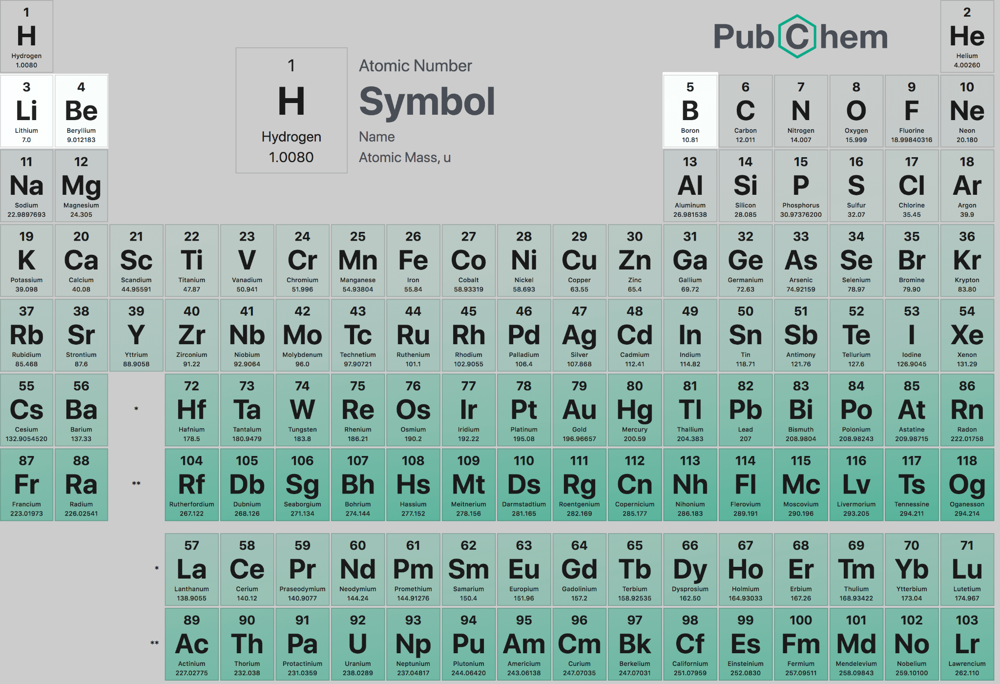 1
H
Hydrogen
1.0080
1
H
Hydrogen
1.0080
Atomic Number
Symbol
Name
Atomic Mass, u
PubChem
2
He
Helium
4.00260
3 4 5 6 7 8 9 10
Li Be B C N O F Ne
Lithium Beryllium Boron Carbon Nitrogen Oxygen Fluorine Neon
7.0 9.012183 10.81 12.011 14.007 15.999 18.99840316 20.180
11 12 13 14 15 16 17 18
Na Mg Al Si P S Cl Ar
Sodium Magnesium Aluminum Silicon Phosphorus Sulfur Chlorine Argon
22.9897693 24.305 26.981538 28.085 30.97376200 32.07 35.45 39.9
19 20 21 22 23 24 25 26 27 28 29 30 31 32 33 34 35 36
K Ca Sc Ti V Cr Mn Fe Co Ni Cu Zn Ga Ge As Se Br Kr
Potassium Calcium Scandium Titanium Vanadium Chromium Manganese Iron Cobalt Nickel Copper Zinc Gallium Germanium Arsenic Selenium Bromine Krypton
39.098 40.08 44.95591 47.87 50.941 51.996 54.93804 55.84 58.93319 58.693 63.55 65.4 69.72 72.63 74.92159 78.97 79.90 83.80
37 38 39 40 41 42 43 44 45 46 47 48 49 50 51 52 53 54
Rb Sr Y Zr Nb Mo Tc Ru Rh Pd Ag Cd In Sn Sb Te I Xe
Rubidium Strontium Yttrium Zirconium Niobium Molybdenum Technetium Ruthenium Rhodium Palladium Silver Cadmium Indium Tin Antimony Tellurium Iodine Xenon
85.468 87.6 88.9058 91.22 92.9064 96.0 97.90721 101.1 102.9055 106.4 107.868 112.41 114.82 118.71 121.76 127.6 126.9045 131.29
55 56 72 73 74 75 76 77 78 79 80 81 82 83 84 85 86
Cs Ba * Hf Ta W Re Os Ir Pt Au Hg Tl Pb Bi Po At Rn
Cesium Barium Hafnium Tantalum Tungsten Rhenium Osmium Iridium Platinum Gold Mercury Thallium Lead Bismuth Polonium Astatine Radon
132.9054520 137.33 178.5 180.9479 183.8 186.21 190.2 192.22 195.08 196.96657 200.59 204.383 207 208.9804 208.98243 209.98715 222.01758
87 88 104 105 106 107 108 109 110 111 112 113 114 115 116 117 118
Fr Ra ** Rf Db Sg Bh Hs Mt Ds Rg Cn Nh Fl Mc Lv Ts Og
Francium Radium Rutherfordium Dubnium Seaborgium Bohrium Hassium Meitnerium Darmstadtium Roentgenium Copernicium Nihonium Flerovium Moscovium Livermorium Tennessine Oganesson
223.01973 226.02541 267.122 268.126 271.134 274.144 277.152 278.156 281.165 282.169 285.177 286.183 289.191 290.196 293.205 294.211 294.214
57 58 59 60 61 62 63 64 65 66 67 68 69 70 71
* La Ce Pr Nd Pm Sm Eu Gd Tb Dy Ho Er Tm Yb Lu
Lanthanum Cerium Praseodymium Neodymium Promethium Samarium Europium Gadolinium Terbium Dysprosium Holmium Erbium Thulium Ytterbium Lutetium
138.9055 140.12 140.9077 144.24 144.91276 150.4 151.96 157.2 158.92535 162.50 164.93033 167.26 168.93422 173.04 174.967
89 90 91 92 93 94 95 96 97 98 99 100 101 102 103
** Ac Th Pa U Np Pu Am Cm Bk Cf Es Fm Md No Lr
Actinium Thorium Protactinium Uranium Neptunium Plutonium Americium Curium Berkelium Californium Einsteinium Fermium Mendelevium Nobelium Lawrencium
227.02775 232.038 231.0359 238.0289 237.04817 244.06420 243.06138 247.07035 247.07031 251.07959 252.0830 257.09511 258.09843 259.10100 262.110